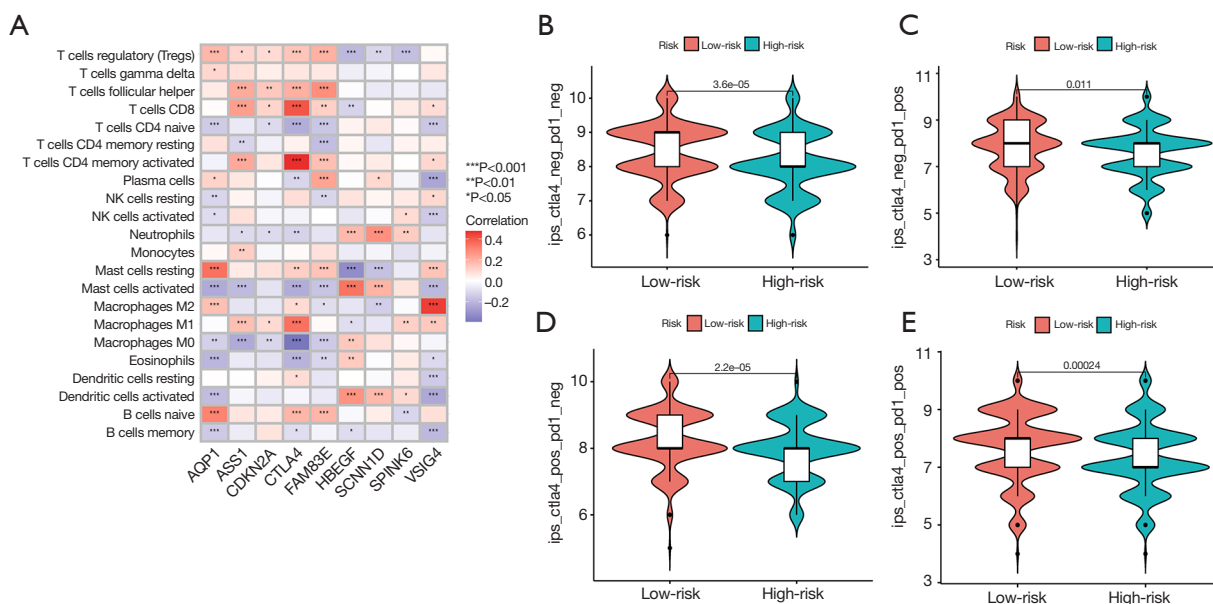 A
T cells regulatory (Tregs) *** * * *** *** *** ** ***
T cells gamma delta *
T cells follicular helper *** ** *** ***
T cells CD8 *** * *** ** ** *
T cells CD4 naive *** * *** *** ***
T cells CD4 memory resting ** ***
T cells CD4 memory activated *** *** *
Plasma cells * ** *** * ***
NK cells resting ** *
NK cells activated * * ***
Neutrophils * * ** *** *** **
Monocytes **
Mast cells resting *** ** *** *** *** ***
Mast cells activated *** *** *** *** *** *** ***
Macrophages M2 *** * * ** ***
Macrophages M1 *** * *** * ** **
Macrophages M0 ** *** ** *** *** **
Eosinophils *** *** ** ** *
Dendritic cells resting * ***
Dendritic cells activated *** *** *** * ***
B cells naive *** *** *** **
B cells memory *** * * ***
AQP1
ASS1
CDKN2A
CTLA4
FAM83E
HBEGF
SCNN1D
SPINK6
VSIG4
***P<0.001
**P<0.01
*P<0.05
Correlation
0.4
0.2
0.0
−0.2
B
Risk Low-risk High-risk
3.6e−05
ips_ctla4_neg_pd1_neg
10
9
8
7
6
Low-risk High-risk
C
Risk Low-risk High-risk
0.011
ips_ctla4_neg_pd1_pos
11
9
7
5
3
Low-risk High-risk
D
Risk Low-risk High-risk
2.2e−05
ips_ctla4_pos_pd1_neg
10
8
6
Low-risk High-risk
E
Risk Low-risk High-risk
0.00024
ips_ctla4_pos_pd1_pos
11
9
7
5
3
Low-risk High-risk